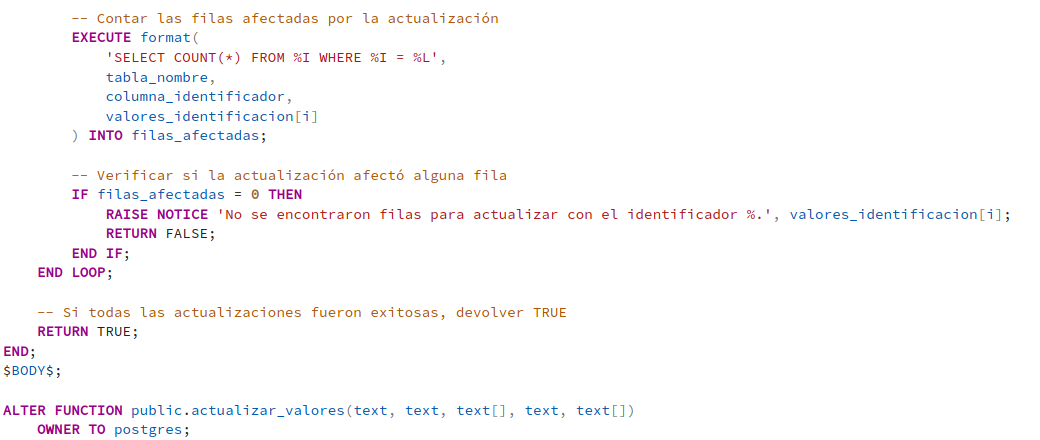 -- Contar las filas afectadas por la actualización
EXECUTE format(
'SELECT COUNT(*) FROM %I WHERE %I = %L',
tabla_nombre,
columna_identificador,
valores_identificacion[i]
) INTO filas_afectadas;
-- Verificar si la actualización afectó alguna fila
IF filas_afectadas = 0 THEN
RAISE NOTICE 'No se encontraron filas para actualizar con el identificador %.', valores_identificacion[i];
RETURN FALSE;
END IF;
END LOOP;
-- Si todas las actualizaciones fueron exitosas, devolver TRUE
RETURN TRUE;
END;
$BODY$;
ALTER FUNCTION public.actualizar_valores(text, text, text[], text, text[])
OWNER TO postgres;